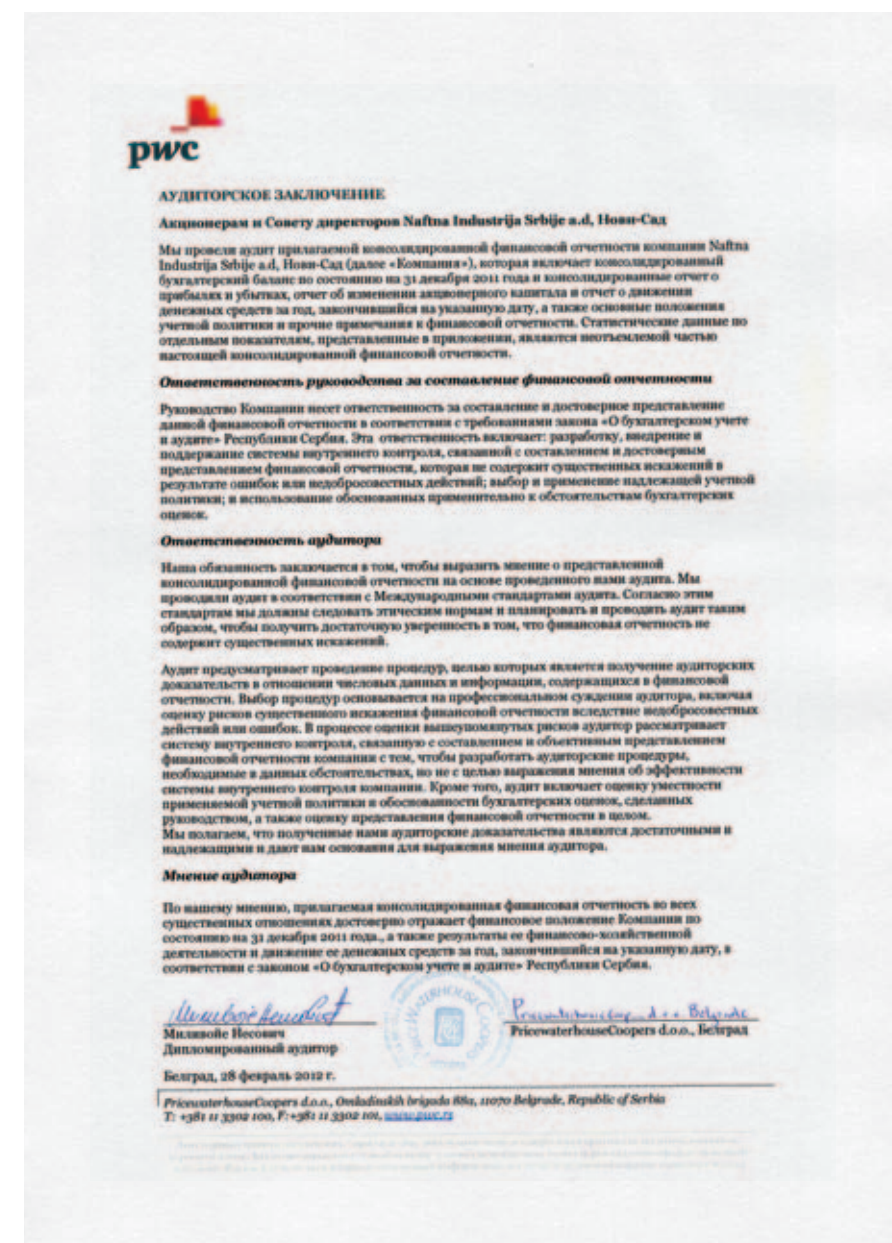 pwc
АУДИТОРСКОЕ ЗАКЛЮЧЕНИЕ
Акционерам и Совету директоров Naftna Industrija Srbije a.d, Нови-Сад
Мы провели аудит прилагаемой консолидированной финансовой отчетности компании Naftna
Industrija Srbije a.d, Нови-Сад (далее «Компания»), которая включает консолидированный
бухгалтерский баланс по состоянию на 31 декабря 2011 года и консолидированные отчет о
прибылях и убытках, отчет об изменении акционерного капитала и отчет о движении
денежных средств за год, закончившийся на указанную дату, а также основные положения
учетной политики и прочие примечания к финансовой отчетности. Статистические данные по
отдельным показателям, представленные в приложении, являются неотъемлемой частью
настоящей консолидированной финансовой отчетности.
Ответственность руководства за составление финансовой отчетности
Руководство Компании несет ответственность за составление и достоверное представление
данной финансовой отчетности в соответствии с требованиями закона «О бухгалтерском учете
и аудите» Республики Сербия. Эта ответственность включает: разработку, внедрение и
поддержание системы внутреннего контроля, связанной с составлением и достоверным
представлением финансовой отчетности, которая не содержит существенных искажений в
результате ошибок или недобросовестных действий; выбор и применение надлежащей учетной
политики; и использование обоснованных применительно к обстоятельствам бухгалтерских
оценок.
Ответственность аудитора
Наша обязанность заключается в том, чтобы выразить мнение о представленной
консолидированной финансовой отчетности на основе проведенного нами аудита. Мы
проводили аудит в соответствии с Международными стандартами аудита. Согласно этим
стандартам мы должны следовать этическим нормам и планировать и проводить аудит таким
образом, чтобы получить достаточную уверенность в том, что финансовая отчетность не
содержит существенных искажений.
Аудит предусматривает проведение процедур, целью которых является получение аудиторских
доказательств в отношении числовых данных и информации, содержащихся в финансовой
отчетности. Выбор процедур основывается на профессиональном суждении аудитора, включая
оценку рисков существенного искажения финансовой отчетности вследствие недобросовестных
действий или ошибок. В процессе оценки вышеупомянутых рисков аудитор рассматривает
систему внутреннего контроля, связанную с составлением и объективным представлением
финансовой отчетности компании с тем, чтобы разработать аудиторские процедуры,
необходимые в данных обстоятельствах, но не с целью выражения мнения об эффективности
системы внутреннего контроля компании. Кроме того, аудит включает оценку уместности
применяемой учетной политики и обоснованности бухгалтерских оценок, сделанных
руководством, а также оценку представления финансовой отчетности в целом.
Мы полагаем, что полученные нами аудиторские доказательства являются достаточными и
надлежащими и дают нам основания для выражения мнения аудитора.
Мнение аудитора
По нашему мнению, прилагаемая консолидированная финансовая отчетность во всех
существенных отношениях достоверно отражает финансовое положение Компании по
состоянию на 31 декабря 2011 года., а также результаты ее финансово-хозяйственной
деятельности и движение ее денежных средств за год, закончившийся на указанную дату, в
соответствии с законом «О бухгалтерском учете и аудите» Республики Сербия.
PricewaterhouseCoopers d.o.o. Belgrade
Миливойе Несович
Дипломированный аудитор
PricewaterhouseCoopers d.o.o., Белград
Белград, 28 февраль 2012 г.
PricewaterhouseCoopers d.o.o., Omladinskih brigada 88a, 11070 Belgrade, Republic of Serbia
T: +381 11 3302 100, F:+381 11 3302 101, www.pwc.rs